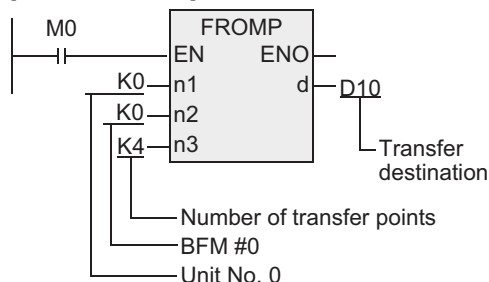 M0
FROMP
EN ENO
K0 n1 d D10
K0 n2
K4 n3
Transfer
destination
Number of transfer points
BFM #0
Unit No. 0